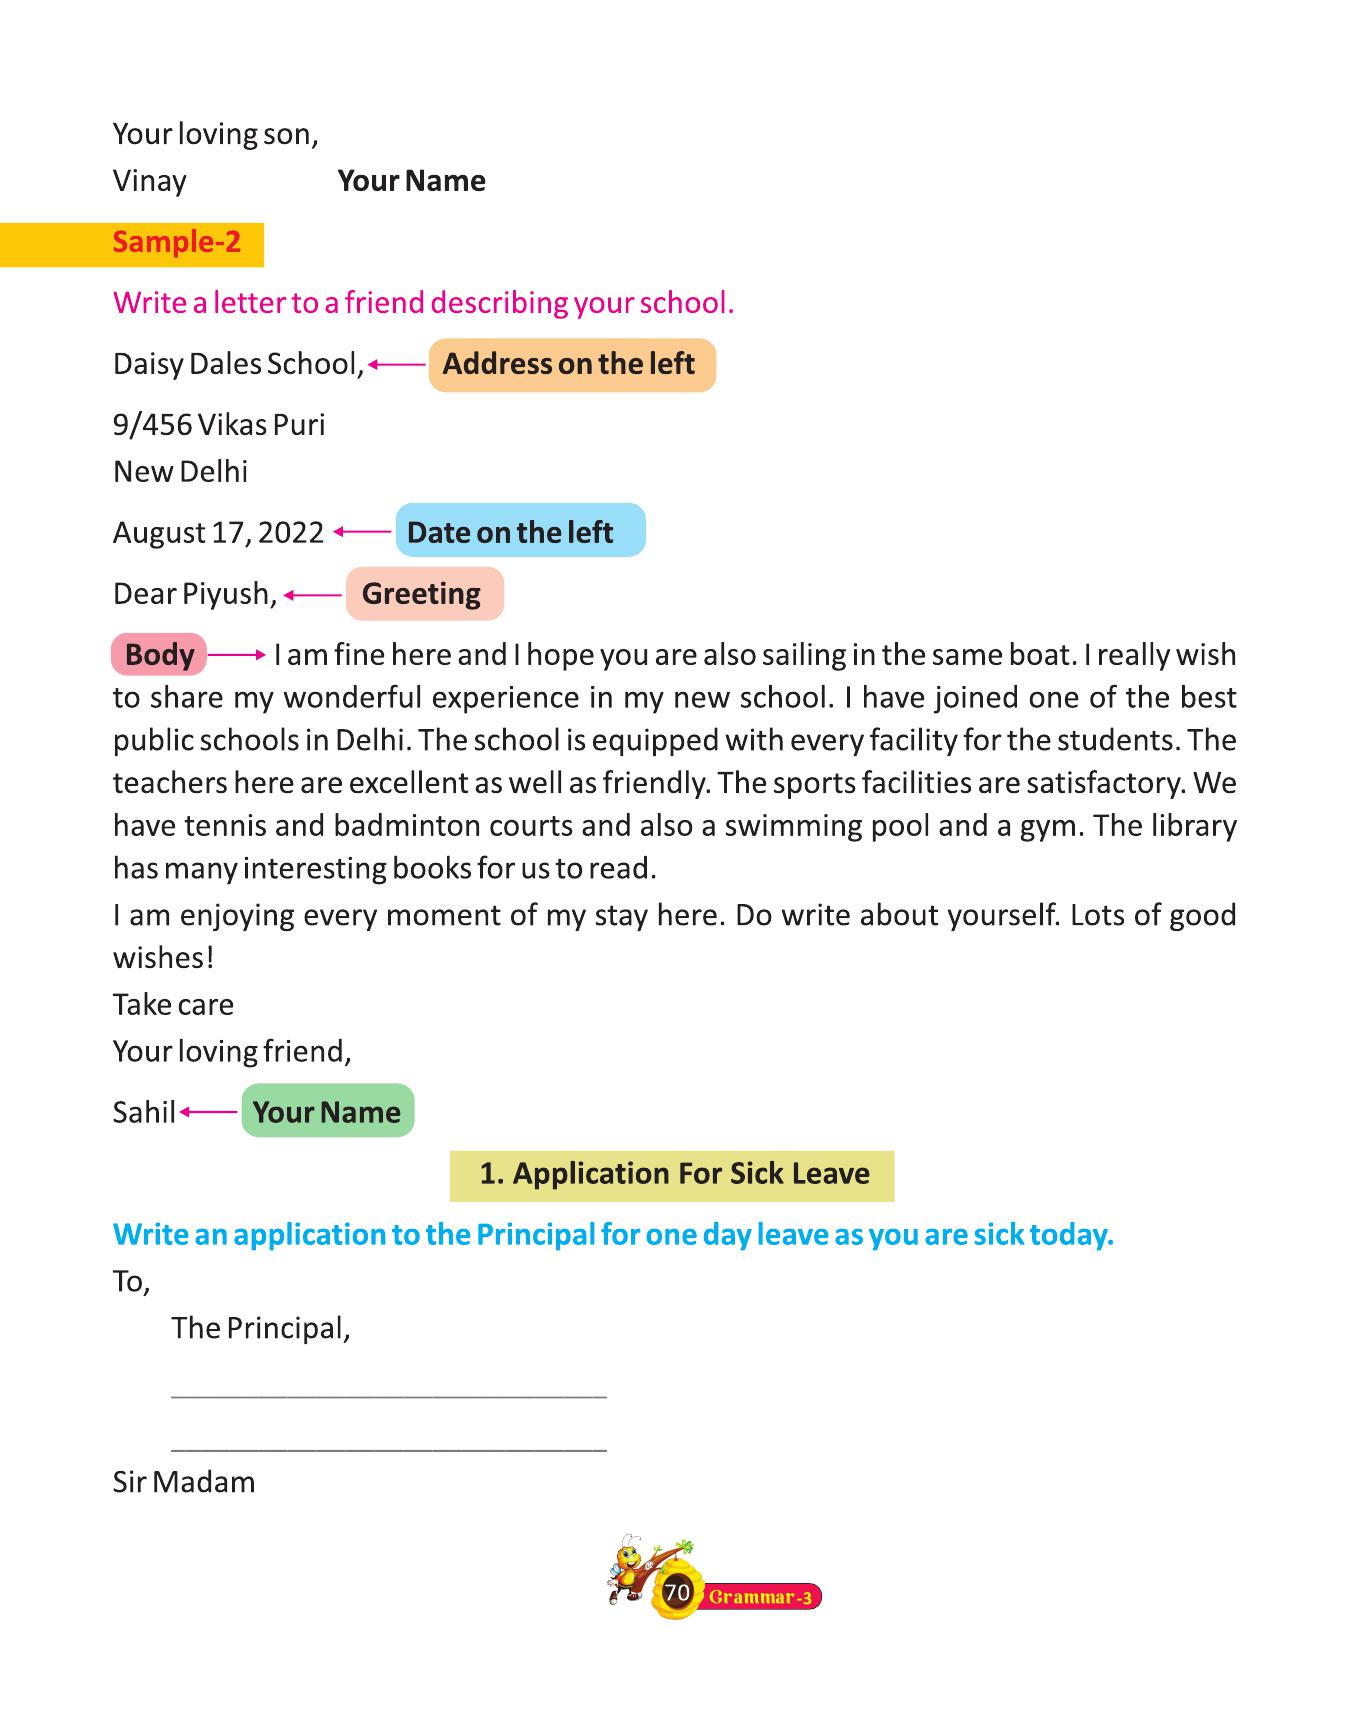 Your loving son,
Vinay Your Name
Sample-2
Write a letter to a friend describing your school.
Daisy Dales School, Address on the left
9/456 Vikas Puri
New Delhi
August 17, 2022 Date on the left
Dear Piyush, Greeting
Body I am fine here and I hope you are also sailing in the same boat. I really wish
to share my wonderful experience in my new school. I have joined one of the best
public schools in Delhi. The school is equipped with every facility for the students. The
teachers here are excellent as well as friendly. The sports facilities are satisfactory. We
have tennis and badminton courts and also a swimming pool and a gym. The library
has many interesting books for us to read.
I am enjoying every moment of my stay here. Do write about yourself. Lots of good
wishes!
Take care
Your loving friend,
Sahil Your Name
1. Application For Sick Leave
Write an application to the Principal for one day leave as you are sick today.
To,
The Principal,
Sir Madam
70 Grammar-3